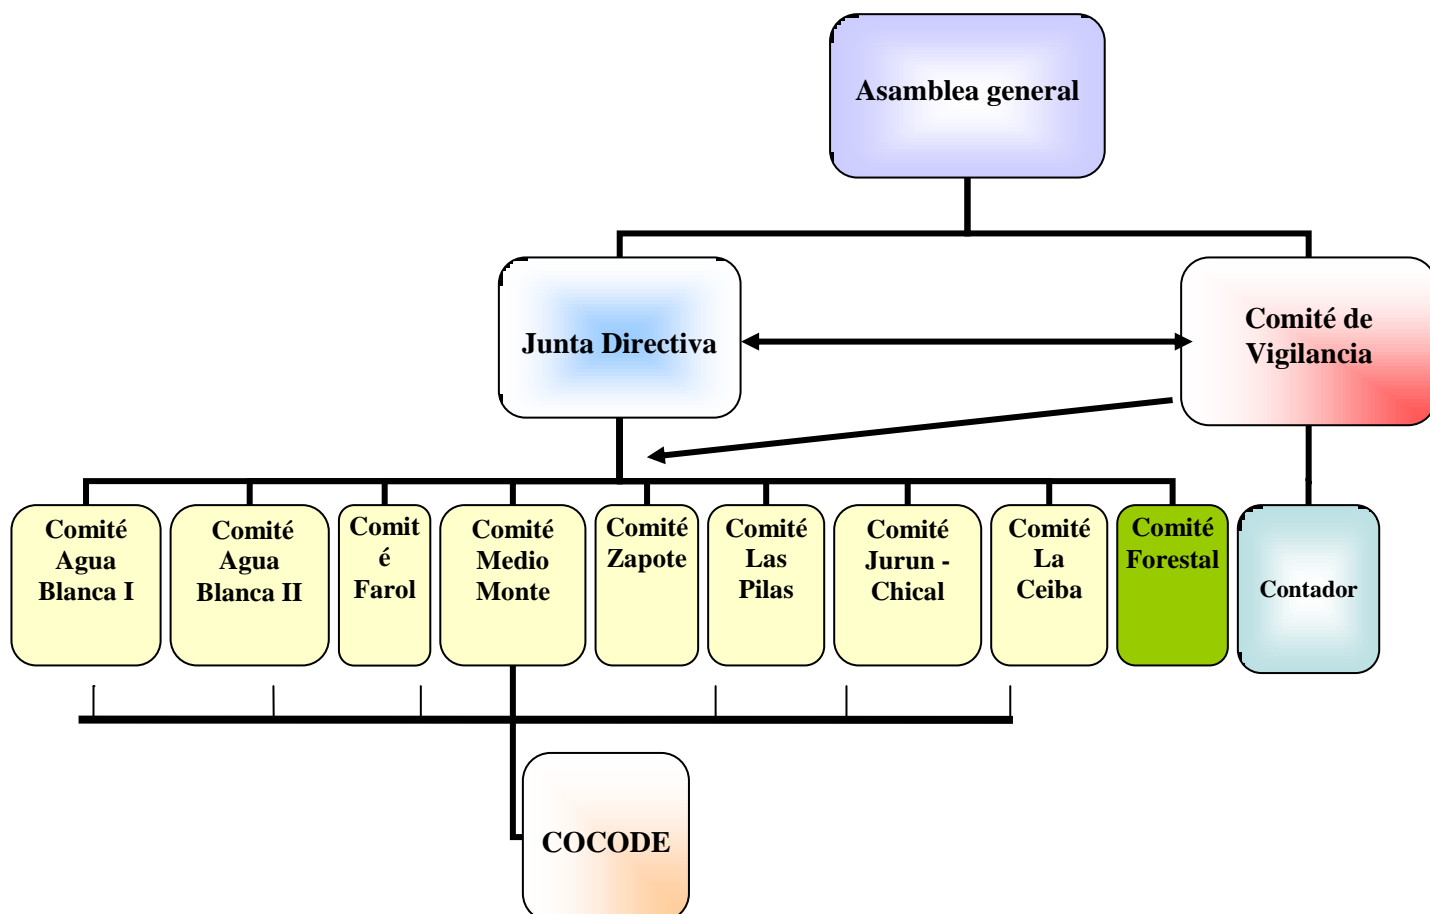 Asamblea general
Junta Directiva
Comité de
Vigilancia
Comité
Agua
Blanca I
Comité
Agua
Blanca II
Comit
é
Farol
Comité
Medio
Monte
Comité
Zapote
Comité
Las
Pilas
Comité
Jurun -
Chical
Comité
La
Ceiba
Comité
Forestal
Contador
COCODE